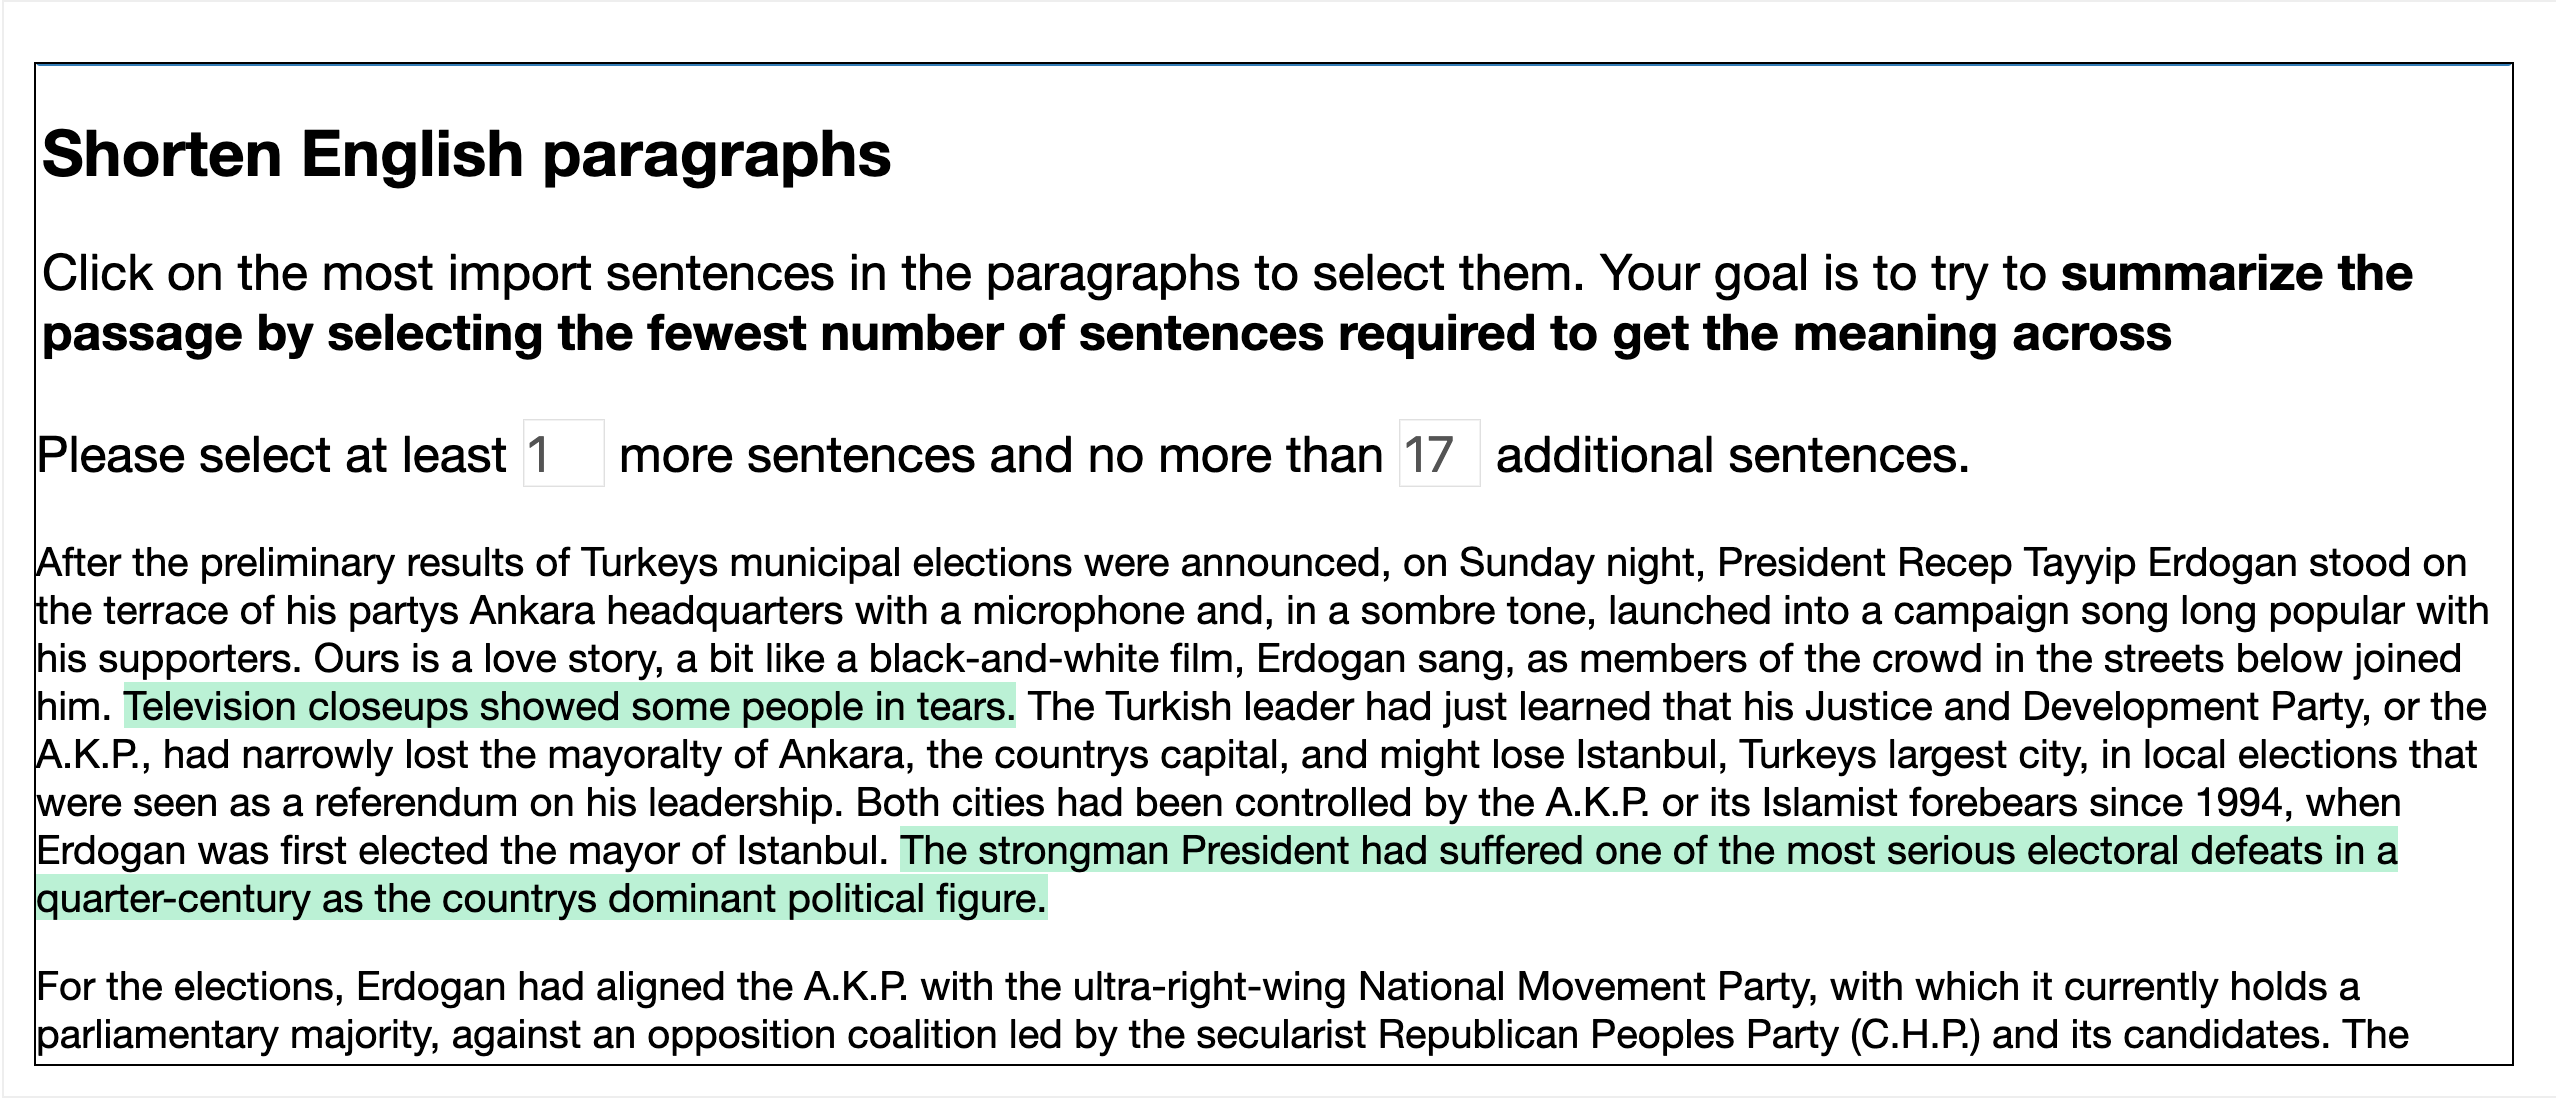 Shorten English paragraphs
Click on the most import sentences in the paragraphs to select them. Your goal is to try to summarize the
passage by selecting the fewest number of sentences required to get the meaning across
Please select at least 1 more sentences and no more than 17 additional sentences.
After the preliminary results of Turkeys municipal elections were announced, on Sunday night, President Recep Tayyip Erdogan stood on
the terrace of his partys Ankara headquarters with a microphone and, in a sombre tone, launched into a campaign song long popular with
his supporters. Ours is a love story, a bit like a black-and-white film, Erdogan sang, as members of the crowd in the streets below joined
him. Television closeups showed some people in tears. The Turkish leader had just learned that his Justice and Development Party, or the
A.K.P., had narrowly lost the mayoralty of Ankara, the countrys capital, and might lose Istanbul, Turkeys largest city, in local elections that
were seen as a referendum on his leadership. Both cities had been controlled by the A.K.P. or its Islamist forebears since 1994, when
Erdogan was first elected the mayor of Istanbul. The strongman President had suffered one of the most serious electoral defeats in a
quarter-century as the countrys dominant political figure.
For the elections, Erdogan had aligned the A.K.P. with the ultra-right-wing National Movement Party, with which it currently holds a
parliamentary majority, against an opposition coalition led by the secularist Republican Peoples Party (C.H.P.) and its candidates. The